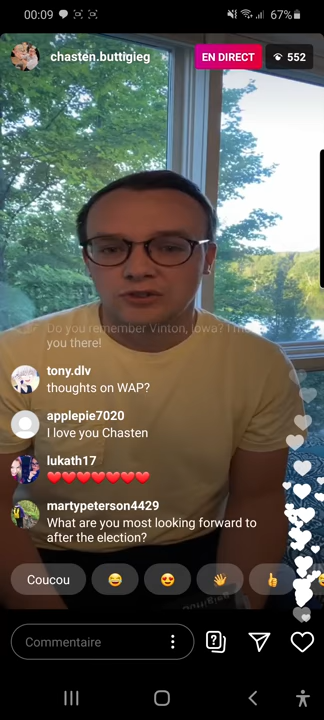 00:09
67%
chasten.buttigieg
EN DIRECT
552
Do you remember Vinton, Iowa? I
you there!
tony.dlv
thoughts on WAP?
applepie7020
I love you Chasten
lukath17
❤️❤️❤️❤️❤️❤️❤️
martypeterson4429
What are you most looking forward to
after the election?
Coucou
Commentaire